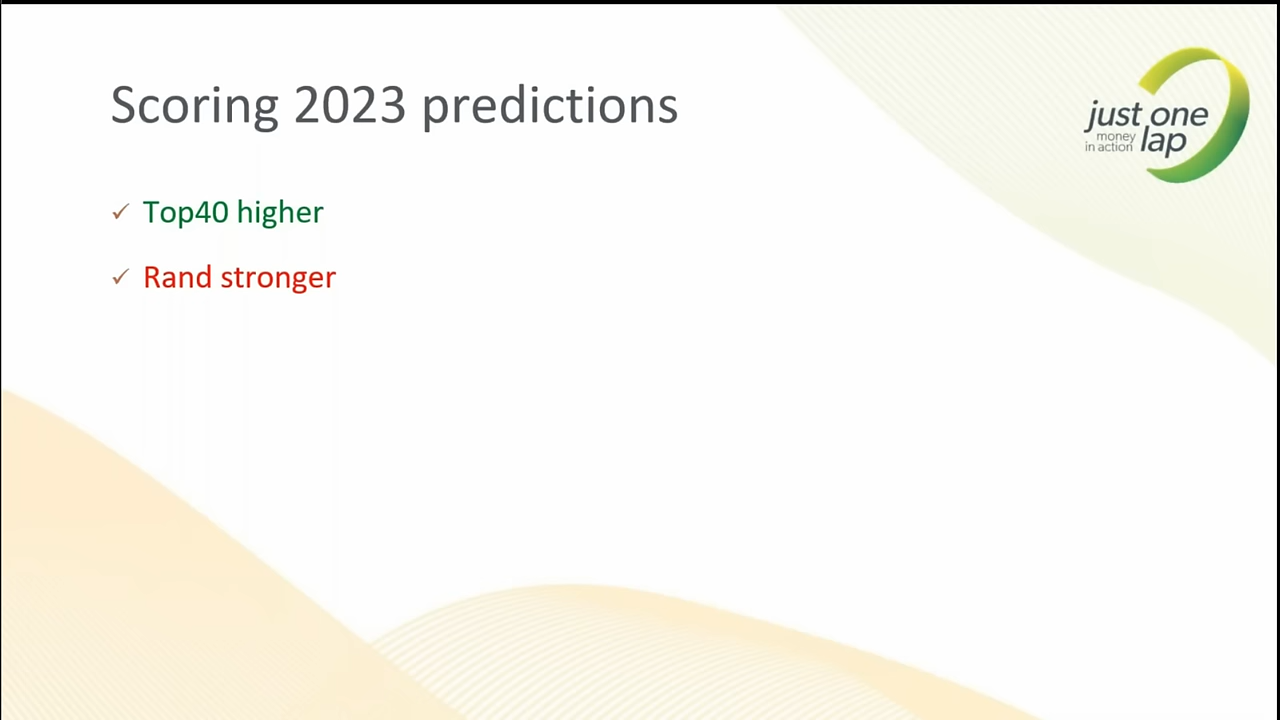 Scoring 2023 predictions
just one
money
in action
lap
✓ Top40 higher
✓ Rand stronger